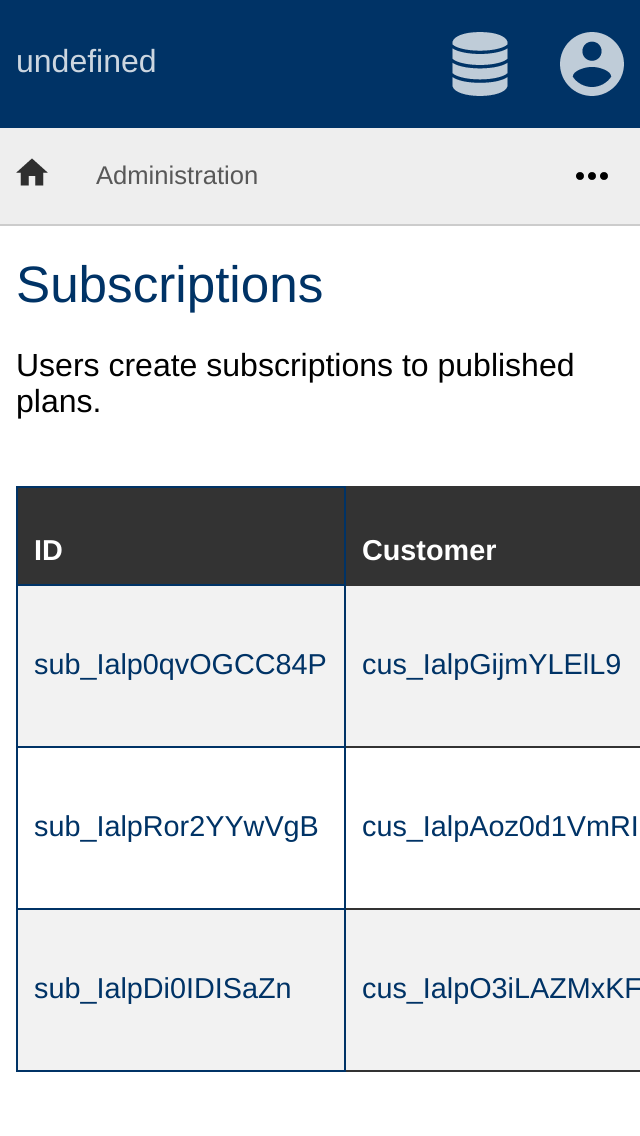 undefined
Administration
Subscriptions
Users create subscriptions to published
plans.
ID Customer
sub_Ialp0qvOGCC84P cus_IalpGijmYLElL9
sub_IalpRor2YYwVgB cus_IalpAoz0d1VmRI
sub_IalpDi0IDISaZn cus_IalpO3iLAZMxKF